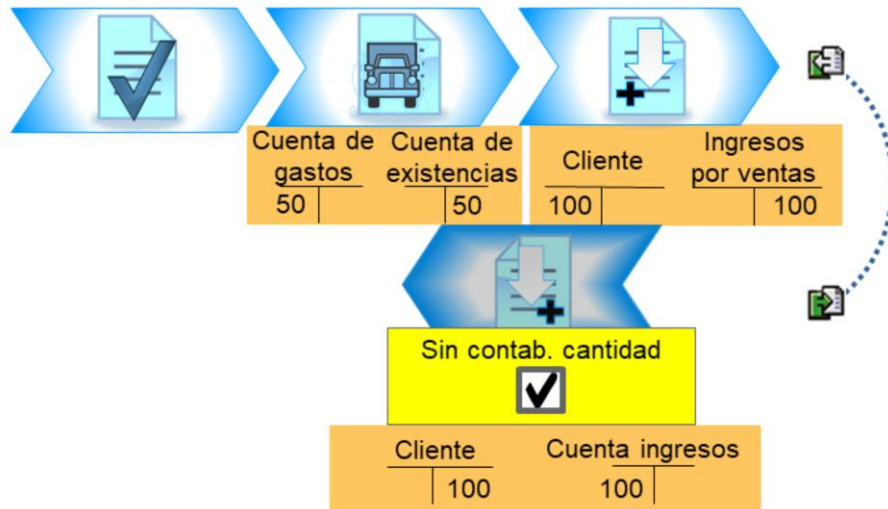 Cuenta de gastos
Cuenta de existencias
50
50
Cliente
Ingresos por ventas
100
100
Sin contab. cantidad
Cliente
Cuenta ingresos
100
100